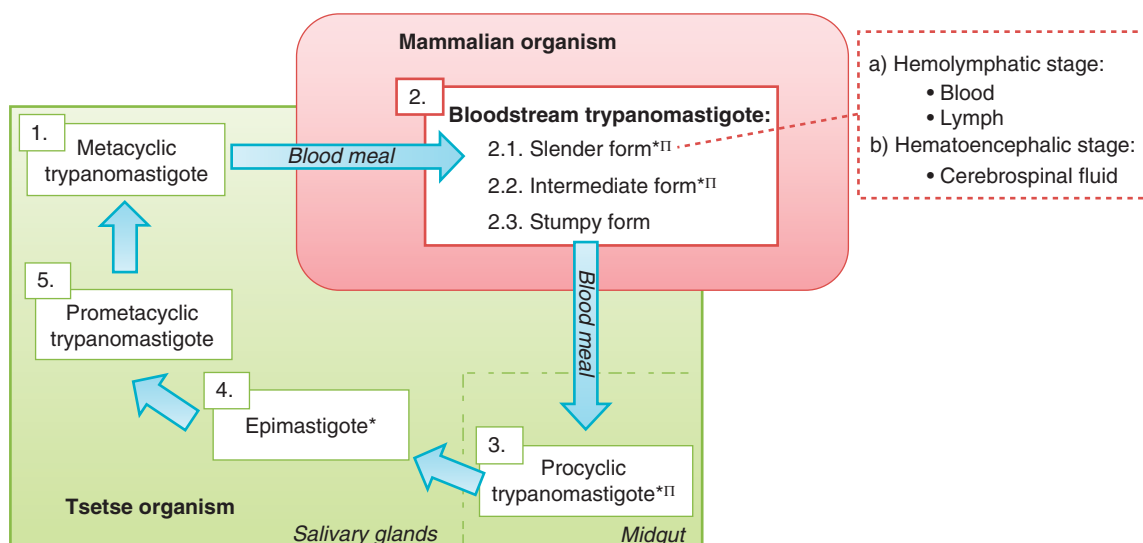 Mammalian organism
a) Hemolymphatic stage:
• Blood
• Lymph
b) Hematoencephalic stage:
• Cerebrospinal fluid
2.
Bloodstream trypanomastigote:
2.1. Slender form*Π
2.2. Intermediate form*Π
2.3. Stumpy form
1.
Metacyclic
trypanomastigote
Blood meal
Blood meal
5.
Prometacyclic
trypanomastigote
4.
Epimastigote*
3.
Procyclic
trypanomastigote*Π
Tsetse organism
Salivary glands
Midgut